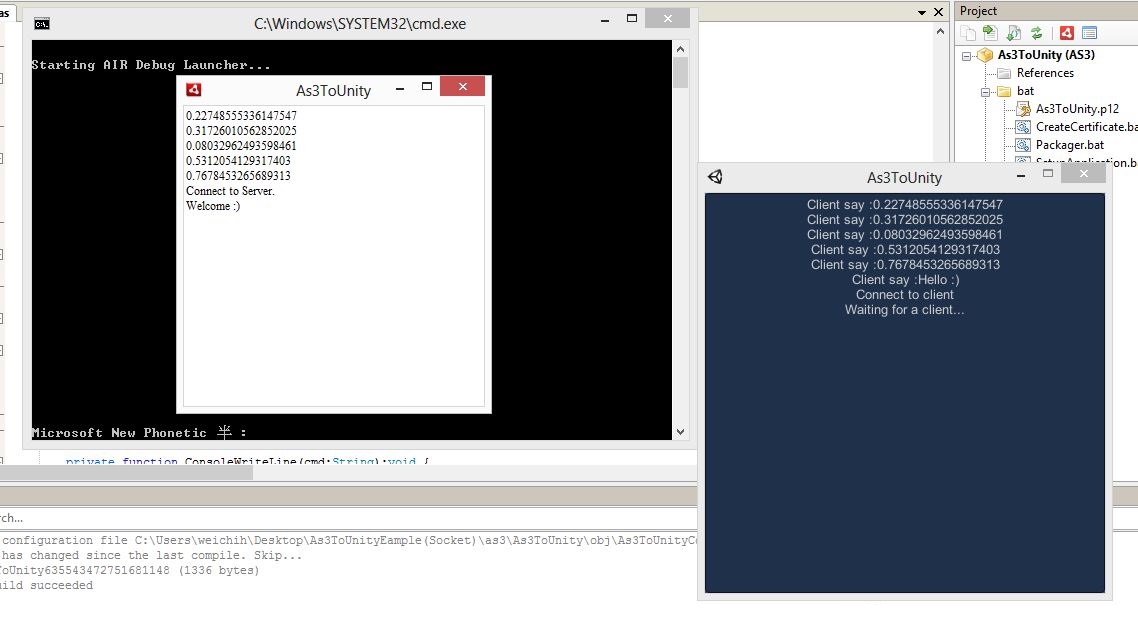 as
C:\Windows\SYSTEM32\cmd.exe
Project
Starting AIR Debug Launcher...
As3ToUnity
0.22748555336147547
0.31726010562852025
0.08032962493598461
0.5312054129317403
0.7678453265689313
Connect to Server.
Welcome :)
Microsoft New Phonetic 半 :
As3ToUnity (AS3)
References
bat
As3ToUnity.p12
CreateCertificate.ba
Packager.bat
SetupApplication.b
As3ToUnity
Client say :0.22748555336147547
Client say :0.31726010562852025
Client say :0.08032962493598461
Client say :0.5312054129317403
Client say :0.7678453265689313
Client say :Hello :)
Connect to client
Waiting for a client...
private function ConsoleWriteLine(cmd:String):void {
rch...
configuration file C:\Users\weichih\Desktop\As3ToUnityEample(Socket)\as3\As3ToUnity\obj\As3ToUnityCo
has changed since the last compile. Skip...
oUnity635543472751681148 (1336 bytes)
ild succeeded